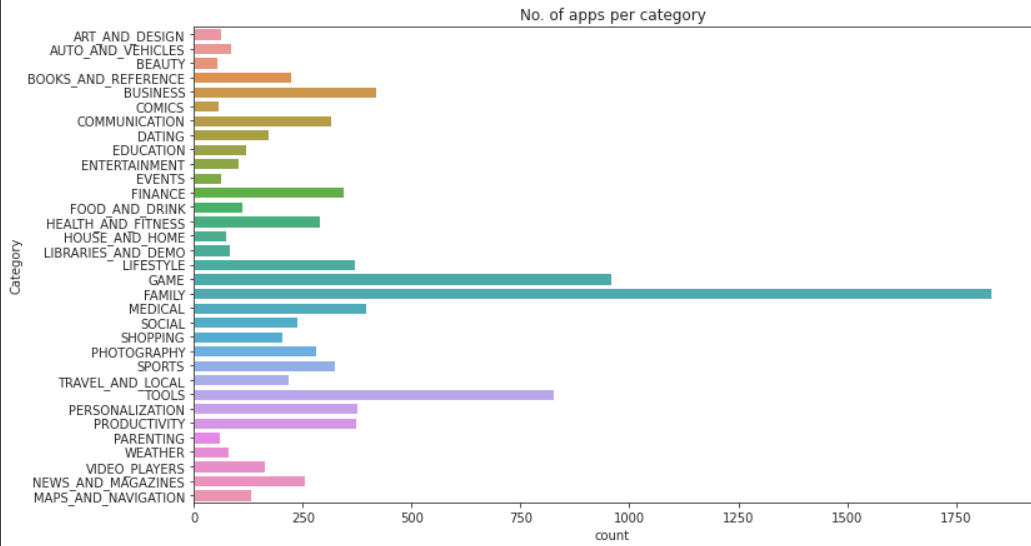 No. of apps per category
ART_AND_DESIGN
AUTO_AND_VEHICLES
BEAUTY
BOOKS_AND_REFERENCE
BUSINESS
COMICS
COMMUNICATION
DATING
EDUCATION
ENTERTAINMENT
EVENTS
FINANCE
FOOD_AND_DRINK
HEALTH_AND_FITNESS
HOUSE_AND_HOME
LIBRARIES_AND_DEMO
LIFESTYLE
GAME
FAMILY
MEDICAL
SOCIAL
SHOPPING
PHOTOGRAPHY
SPORTS
TRAVEL_AND_LOCAL
TOOLS
PERSONALIZATION
PRODUCTIVITY
PARENTING
WEATHER
VIDEO_PLAYERS
NEWS_AND_MAGAZINES
MAPS_AND_NAVIGATION
Category
0 250 500 750 1000 1250 1500 1750
count